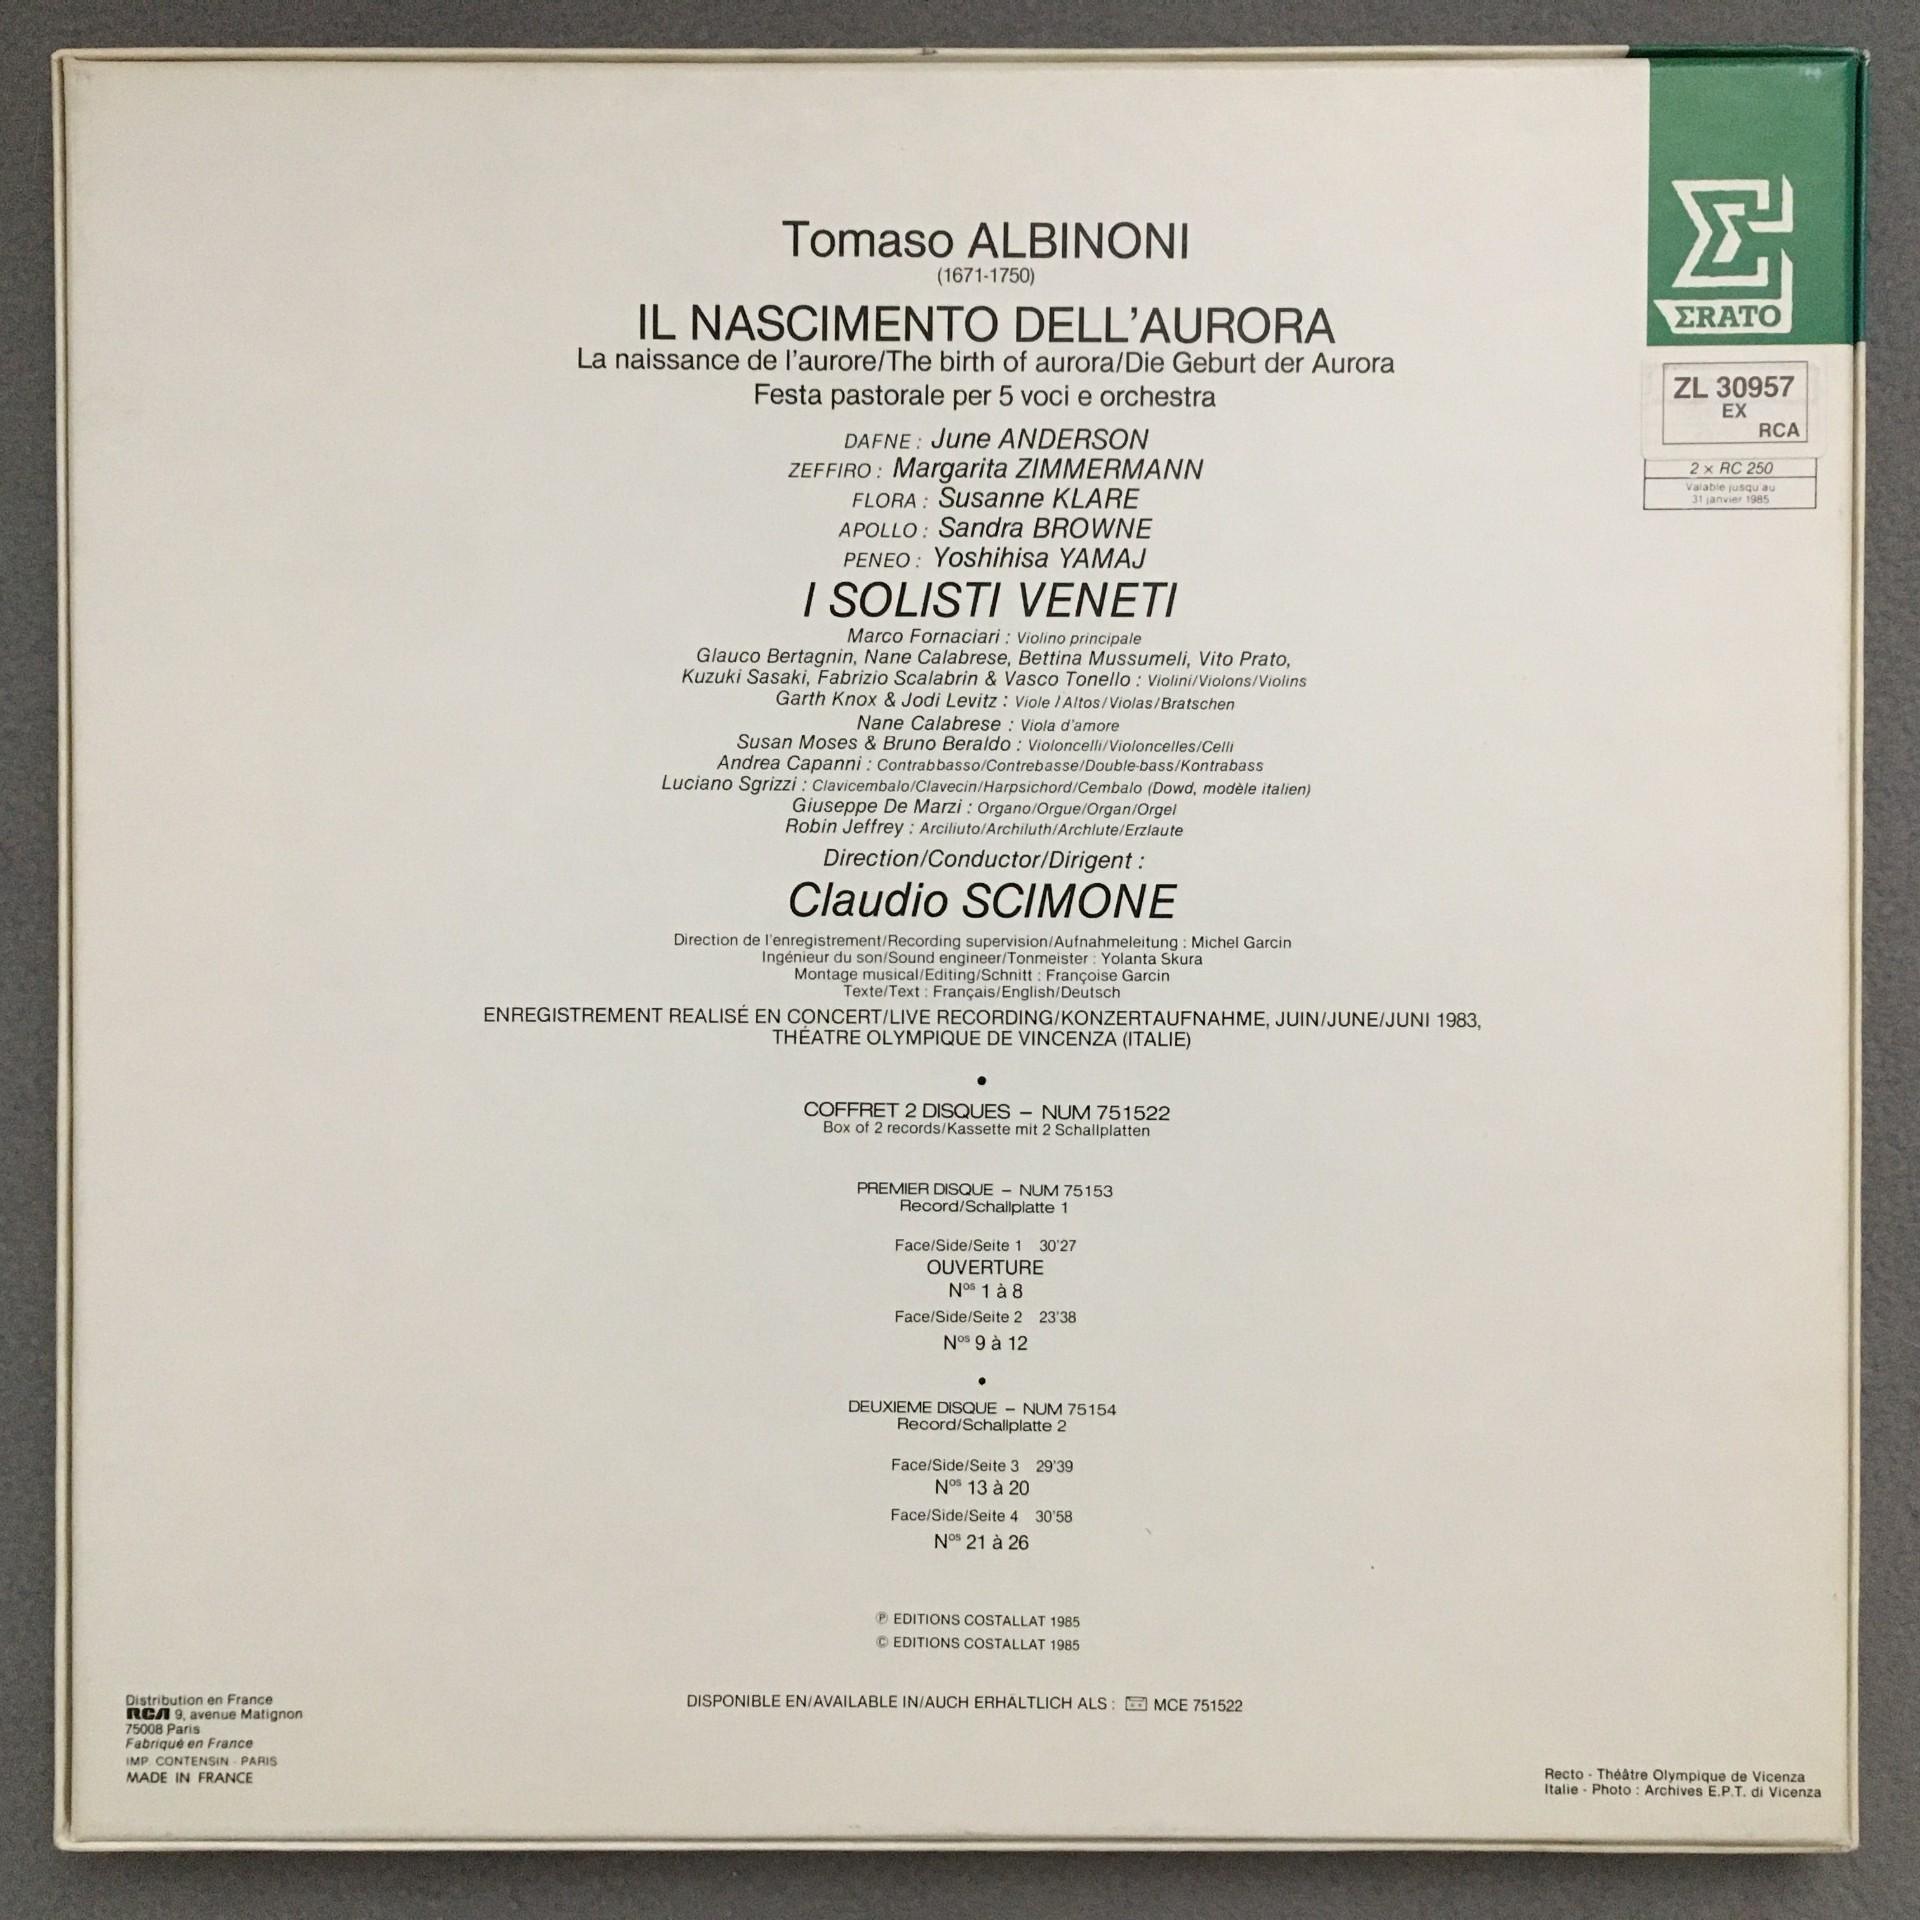 Tomaso ALBINONI
(1671-1750)
IL NASCIMENTO DELL'AURORA
La naissance de l'aurore/The birth of aurora/Die Geburt der Aurora
Festa pastorale per 5 voci e orchestra
DAFNE : June ANDERSON
ZEFFIRO : Margarita ZIMMERMANN
FLORA : Susanne KLARE
APOLLO : Sandra BROWNE
PENEO : Yoshihisa YAMAJ
I SOLISTI VENETI
Marco Fornaciari : Violino principale
Glauco Bertagnin, Nane Calabrese, Bettina Mussumeli, Vito Prato,
Kuzuki Sasaki, Fabrizio Scalabrin & Vasco Tonello : Violini/Violons/Violins
Garth Knox & Jodi Levitz : Viole/Altos/Violas/Bratschen
Nane Calabrese : Viola d'amore
Susan Moses & Bruno Beraldo : Violoncelli/Violoncelles/Celli
Andrea Capanni : Contrabbasso/Contrebasse/Double-bass/Kontrabass
Luciano Sgrizzi : Clavicembalo/Clavecin/Harpsichord/Cembalo (Dowd, modèle italien)
Giuseppe De Marzi : Organo/Orgue/Organ/Orgel
Robin Jeffrey : Arciliuto/Archiluth/Archlute/Erzlaute
Direction/Conductor/Dirigent :
Claudio SCIMONE
Direction de l'enregistrement/Recording supervision/Aufnahmeleitung : Michel Garcin
Ingénieur du son/Sound engineer/Tonmeister : Yolanta Skura
Montage musical/Editing/Schnitt : Françoise Garcin
Texte/Text : Français/English/Deutsch
ENREGISTREMENT REALISÉ EN CONCERT/LIVE RECORDING/KONZERTAUFNAHME, JUIN/JUNE/JUNI 1983,
THÉATRE OLYMPIQUE DE VINCENZA (ITALIE)
•
COFFRET 2 DISQUES – NUM 751522
Box of 2 records/Kassette mit 2 Schallplatten
PREMIER DISQUE – NUM 75153
Record/Schallplatte 1
Face/Side/Seite 1 30'27
OUVERTURE
Nos 1 à 8
Face/Side/Seite 2 23'38
Nos 9 à 12
•
DEUXIEME DISQUE – NUM 75154
Record/Schallplatte 2
Face/Side/Seite 3 29'39
Nos 13 à 20
Face/Side/Seite 4 30'58
Nos 21 à 26
℗ EDITIONS COSTALLAT 1985
© EDITIONS COSTALLAT 1985
DISPONIBLE EN/AVAILABLE IN/AUCH ERHÄLTLICH ALS : MCE 751522
ΣRATO
ZL 30957
EX
RCA
2 x RC 250
Valable jusqu'au
31 janvier 1985
Distribution en France
RCA 9, avenue Matignon
75008 Paris
Fabriqué en France
IMP. CONTENSIN - PARIS
MADE IN FRANCE
Recto - Théâtre Olympique de Vicenza
Italie - Photo : Archives E.P.T. di Vicenza